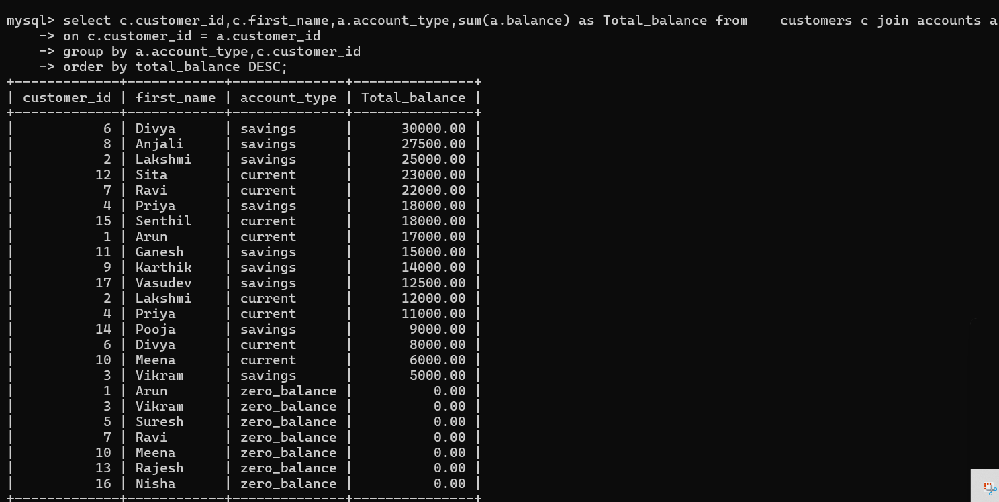 mysql> select c.customer_id,c.first_name,a.account_type,sum(a.balance) as Total_balance from    customers c join accounts a
    -> on c.customer_id = a.customer_id
    -> group by a.account_type,c.customer_id
    -> order by total_balance DESC;
+-------------+------------+--------------+---------------+
| customer_id | first_name | account_type | Total_balance |
+-------------+------------+--------------+---------------+
|           6 | Divya      | savings      |      30000.00 |
|           8 | Anjali     | savings      |      27500.00 |
|           2 | Lakshmi    | savings      |      25000.00 |
|          12 | Sita       | current      |      23000.00 |
|           7 | Ravi       | current      |      22000.00 |
|           4 | Priya      | savings      |      18000.00 |
|          15 | Senthil    | current      |      18000.00 |
|           1 | Arun       | current      |      17000.00 |
|          11 | Ganesh     | savings      |      15000.00 |
|           9 | Karthik    | savings      |      14000.00 |
|          17 | Vasudev    | savings      |      12500.00 |
|           2 | Lakshmi    | current      |      12000.00 |
|           4 | Priya      | current      |      11000.00 |
|          14 | Pooja      | savings      |       9000.00 |
|           6 | Divya      | current      |       8000.00 |
|          10 | Meena      | current      |       6000.00 |
|           3 | Vikram     | savings      |       5000.00 |
|           1 | Arun       | zero_balance |          0.00 |
|           3 | Vikram     | zero_balance |          0.00 |
|           5 | Suresh     | zero_balance |          0.00 |
|           7 | Ravi       | zero_balance |          0.00 |
|          10 | Meena      | zero_balance |          0.00 |
|          13 | Rajesh     | zero_balance |          0.00 |
|          16 | Nisha      | zero_balance |          0.00 |
+-------------+------------+--------------+---------------+